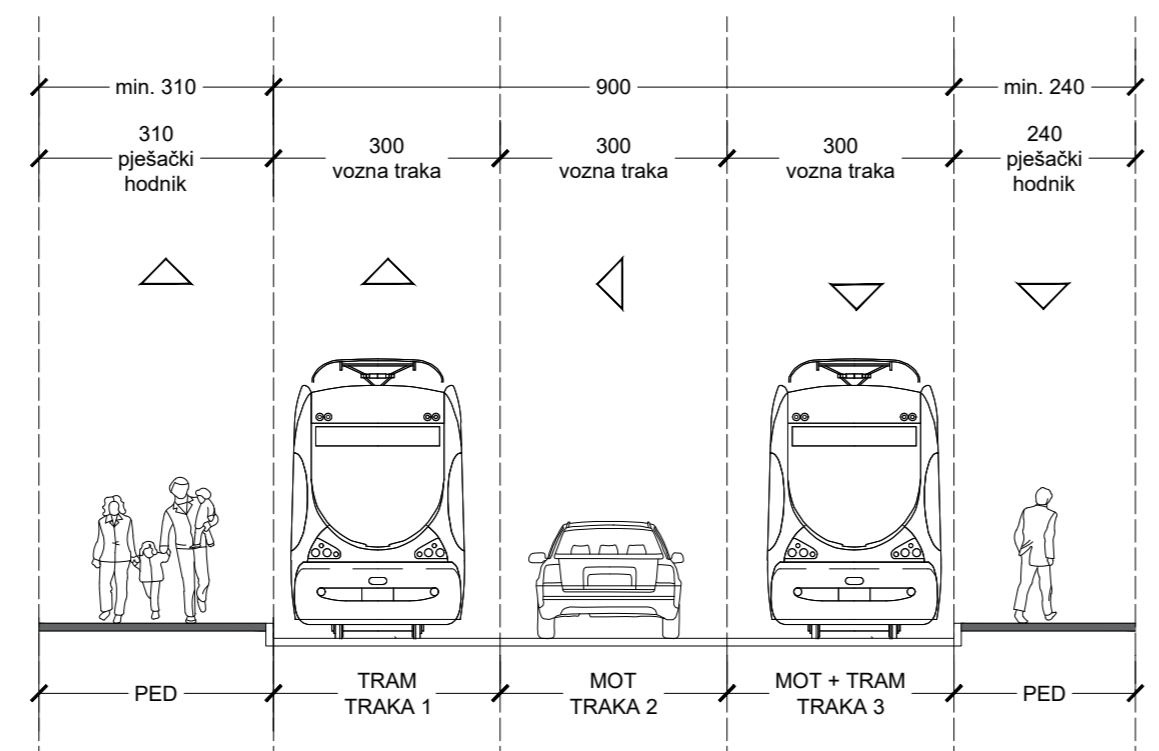 min. 310
900
min. 240
310
pješački
hodnik
300
vozna traka
300
vozna traka
300
vozna traka
240
pješački
hodnik
PED
TRAM
TRAKA 1
MOT
TRAKA 2
MOT + TRAM
TRAKA 3
PED